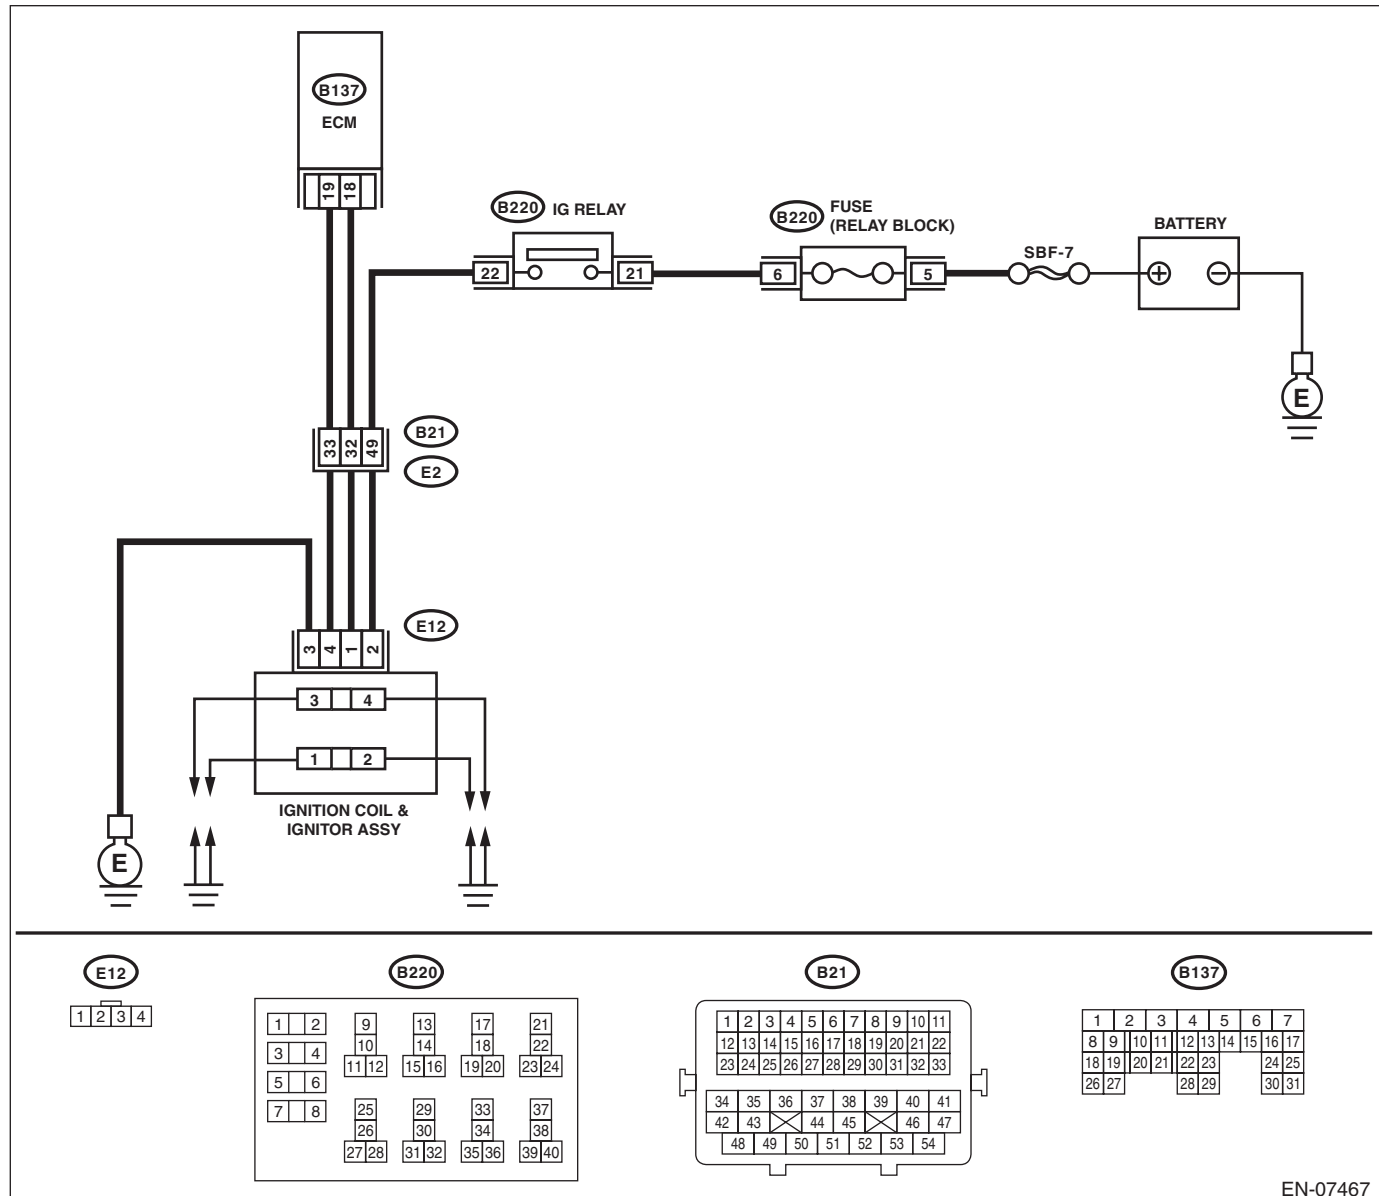 B137
ECM
19 18
B220 IG RELAY
B220 FUSE
(RELAY BLOCK)
SBF-7
BATTERY
22 21
6 5
+ −
E
33 32 49
B21
E2
3 4 1 2
E12
3 4
1 2
IGNITION COIL &
IGNITOR ASSY
E
E12
1 2 3 4
B220
1 2 9 13 17 21
10 14 18 22
3 4 11 12 15 16 19 20 23 24
5 6
7 8 25 29 33 37
26 30 34 38
27 28 31 32 35 36 39 40
B21
1 2 3 4 5 6 7 8 9 10 11
12 13 14 15 16 17 18 19 20 21 22
23 24 25 26 27 28 29 30 31 32 33
34 35 36 37 38 39 40 41
42 43 44 45 46 47
48 49 50 51 52 53 54
B137
1 2 3 4 5 6 7
8 9 10 11 12 13 14 15 16 17
18 19 20 21 22 23 24 25
26 27 28 29 30 31
EN-07467